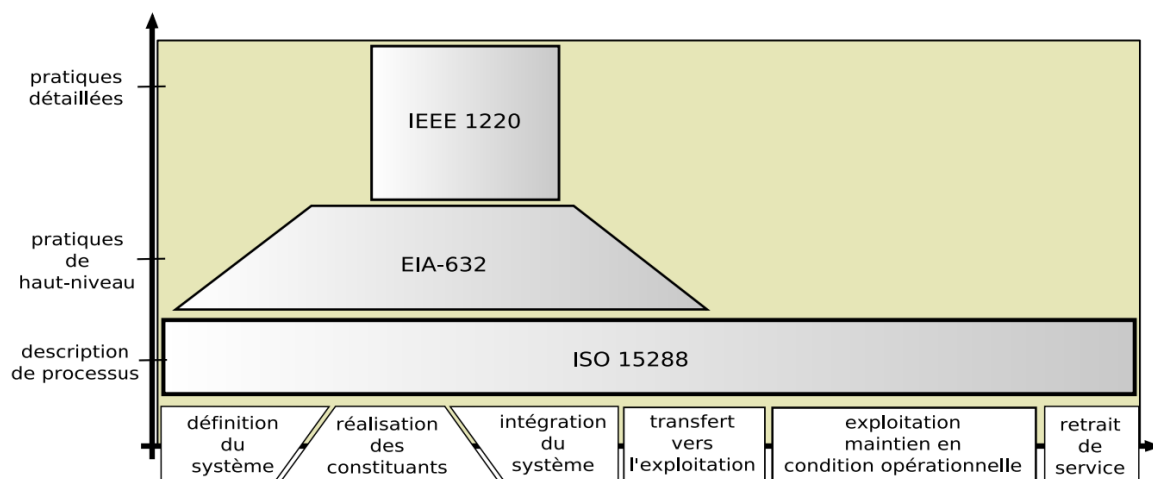 pratiques
détaillées
IEEE 1220
pratiques
de
haut-niveau
EIA-632
description
de processus
ISO 15288
définition
du
système
réalisation
des
constituants
intégration
du
système
transfert
vers
l'exploitation
exploitation
maintien en
condition opérationnelle
retrait
de
service